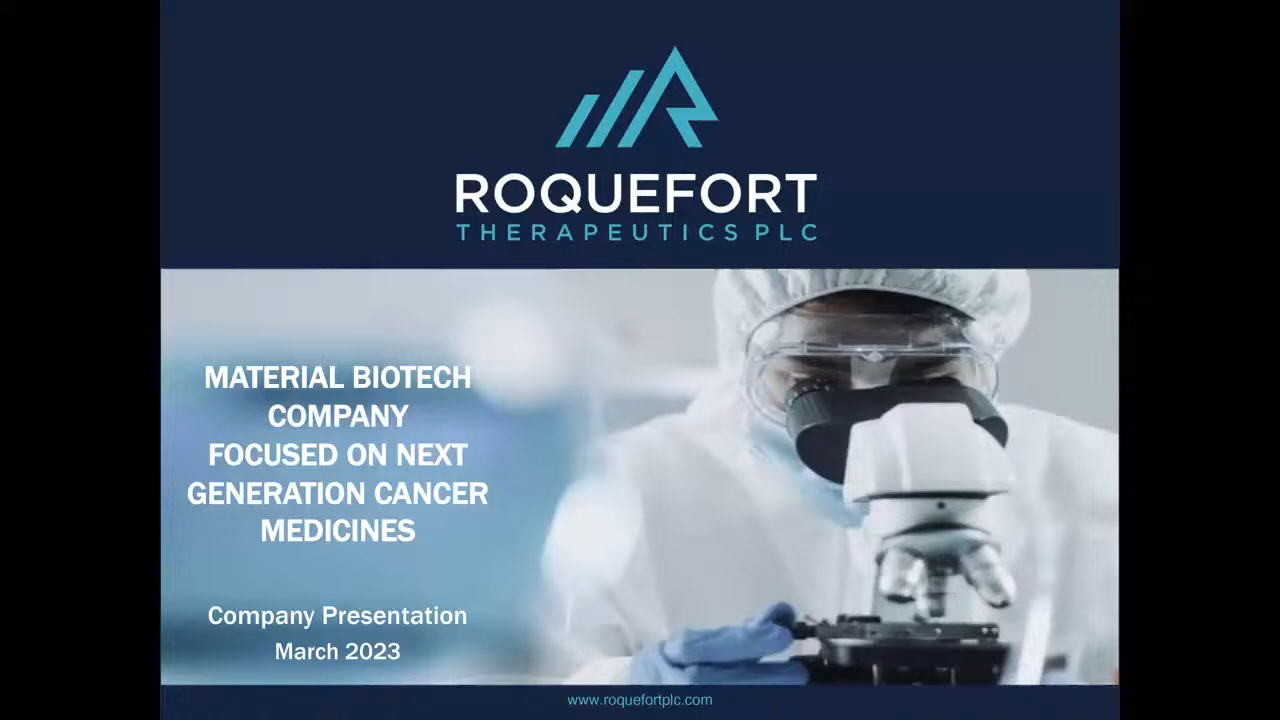 ROQUEFORT
THERAPEUTICS PLC
MATERIAL BIOTECH
COMPANY
FOCUSED ON NEXT
GENERATION CANCER
MEDICINES
Company Presentation
March 2023
www.roquefortplc.com